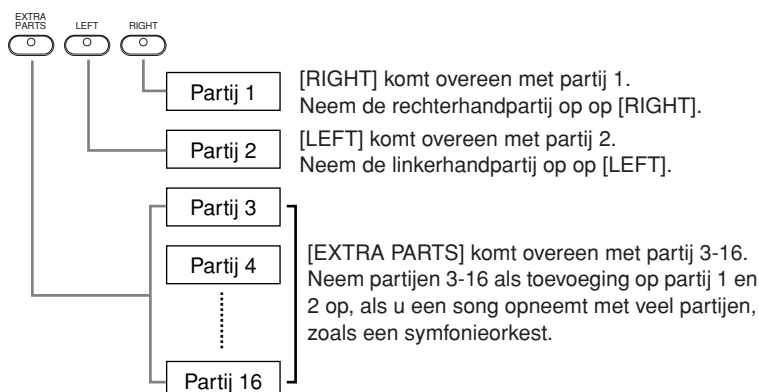 EXTRA
PARTS
LEFT
RIGHT
Partij 1
[RIGHT] komt overeen met partij 1.
Neem de rechterhandpartij op op [RIGHT].
Partij 2
[LEFT] komt overeen met partij 2.
Neem de linkerhandpartij op op [LEFT].
Partij 3
Partij 4
[EXTRA PARTS] komt overeen met partij 3-16.
Neem partijen 3-16 als toevoeging op partij 1 en
2 op, als u een song opneemt met veel partijen,
zoals een symfonieorkest.
Partij 16